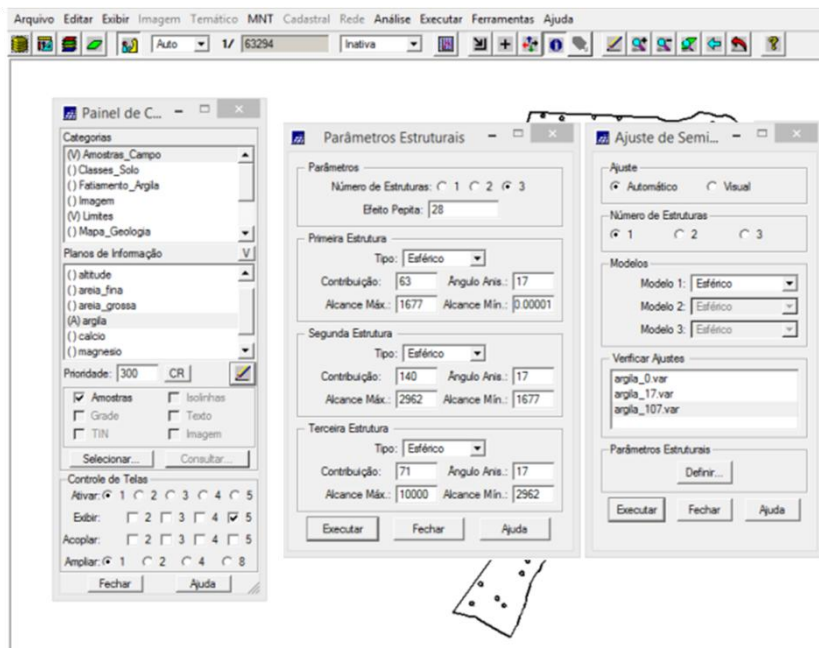 Arquivo Editar Exibir Imagem Temático MNT Cadastral Rede Análise Executar Ferramentas Ajuda
Auto 1/ 63294 Inativa
Painel de C...
Categorias
(V) Amostras_Campo
( ) Classes_Solo
( ) Fatiamento_Argila
( ) Imagem
(V) Limites
( ) Mapa_Geologia
Planos de Informação V
( ) altitude
( ) areia_fina
( ) areia_grossa
(A) argila
( ) calcio
( ) magnesio
Prioridade: 300 CR
Amostras Isolinhas
Grade Texto
TIN Imagem
Selecionar... Consultar...
Controle de Telas
Ativar: 1 2 3 4 5
Exibir: 2 3 4 5
Acoplar: 2 3 4 5
Ampliar: 1 2 4 8
Fechar Ajuda
Parâmetros Estruturais
Parâmetros
Número de Estruturas: 1 2 3
Efeito Pepita: 28
Primeira Estrutura
Tipo: Esférico
Contribuição: 63 Ângulo Anis.: 17
Alcance Máx.: 1677 Alcance Mín.: 0.00001
Segunda Estrutura
Tipo: Esférico
Contribuição: 140 Ângulo Anis.: 17
Alcance Máx.: 2962 Alcance Mín.: 1677
Terceira Estrutura
Tipo: Esférico
Contribuição: 71 Ângulo Anis.: 17
Alcance Máx.: 10000 Alcance Mín.: 2962
Executar Fechar Ajuda
Ajuste de Semi...
Ajuste
Automático Visual
Número de Estruturas
1 2 3
Modelos
Modelo 1: Esférico
Modelo 2: Esférico
Modelo 3: Esférico
Verificar Ajustes
argila_0.var
argila_17.var
argila_107.var
Parâmetros Estruturais
Definir...
Executar Fechar Ajuda